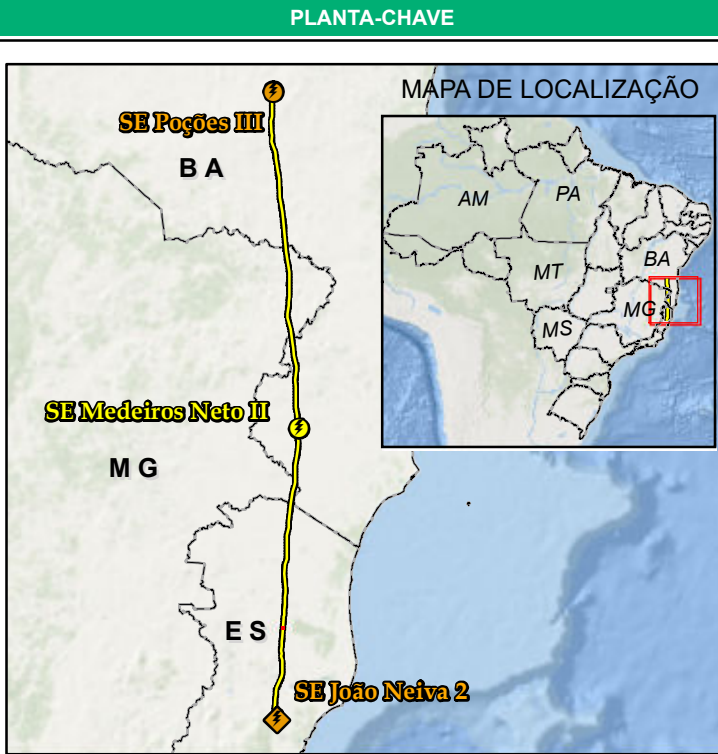 PLANTA-CHAVE
MAPA DE LOCALIZAÇÃO
SE Poções III
B A
AM
PA
BA
MT
MG
MS
SE Medeiros Neto II
M G
E S
SE João Neiva 2